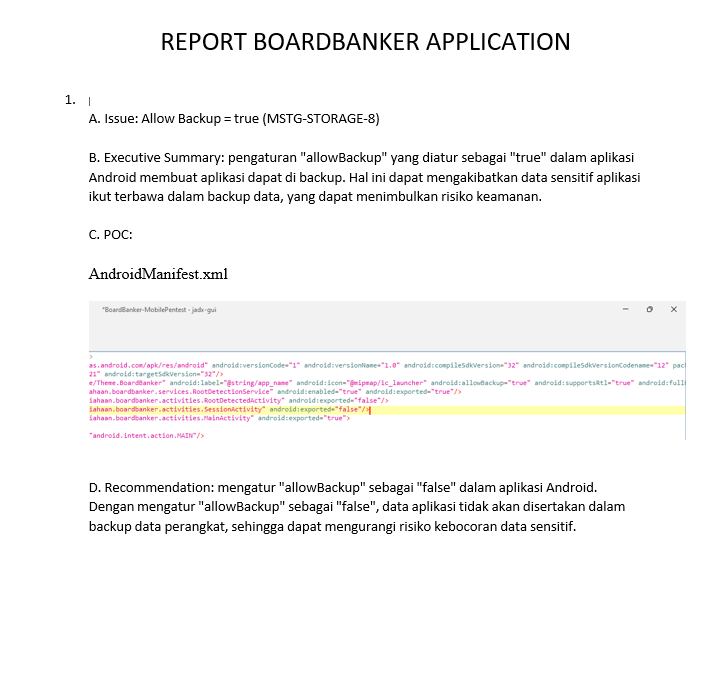 REPORT BOARDBANKER APPLICATION
1.
A. Issue: Allow Backup = true (MSTG-STORAGE-8)
B. Executive Summary: pengaturan "allowBackup" yang diatur sebagai "true" dalam aplikasi
Android membuat aplikasi dapat di backup. Hal ini dapat mengakibatkan data sensitif aplikasi
ikut terbawa dalam backup data, yang dapat menimbulkan risiko keamanan.
C. POC:
AndroidManifest.xml
*BoardBanker-MobilePentest - jadx-gui
>
as.android.com/apk/res/android" android:versionCode="1" android:versionName="1.0" android:compileSdkVersion="32" android:compileSdkVersionCodename="12" pac
21" android:targetSdkVersion="32"/>
e/Theme.BoardBanker" android:label="@string/app_name" android:icon="@mipmap/ic_launcher" android:allowBackup="true" android:supportsRtl="true" android:full
ahaan.boardbanker.services.RootDetectionService" android:enabled="true" android:exported="true"/>
iahaan.boardbanker.activities.RootDetectedActivity" android:exported="false"/>
iahaan.boardbanker.activities.SessionActivity" android:exported="false"/>
iahaan.boardbanker.activities.MainActivity" android:exported="true">
"android.intent.action.MAIN"/>
D. Recommendation: mengatur "allowBackup" sebagai "false" dalam aplikasi Android.
Dengan mengatur "allowBackup" sebagai "false", data aplikasi tidak akan disertakan dalam
backup data perangkat, sehingga dapat mengurangi risiko kebocoran data sensitif.